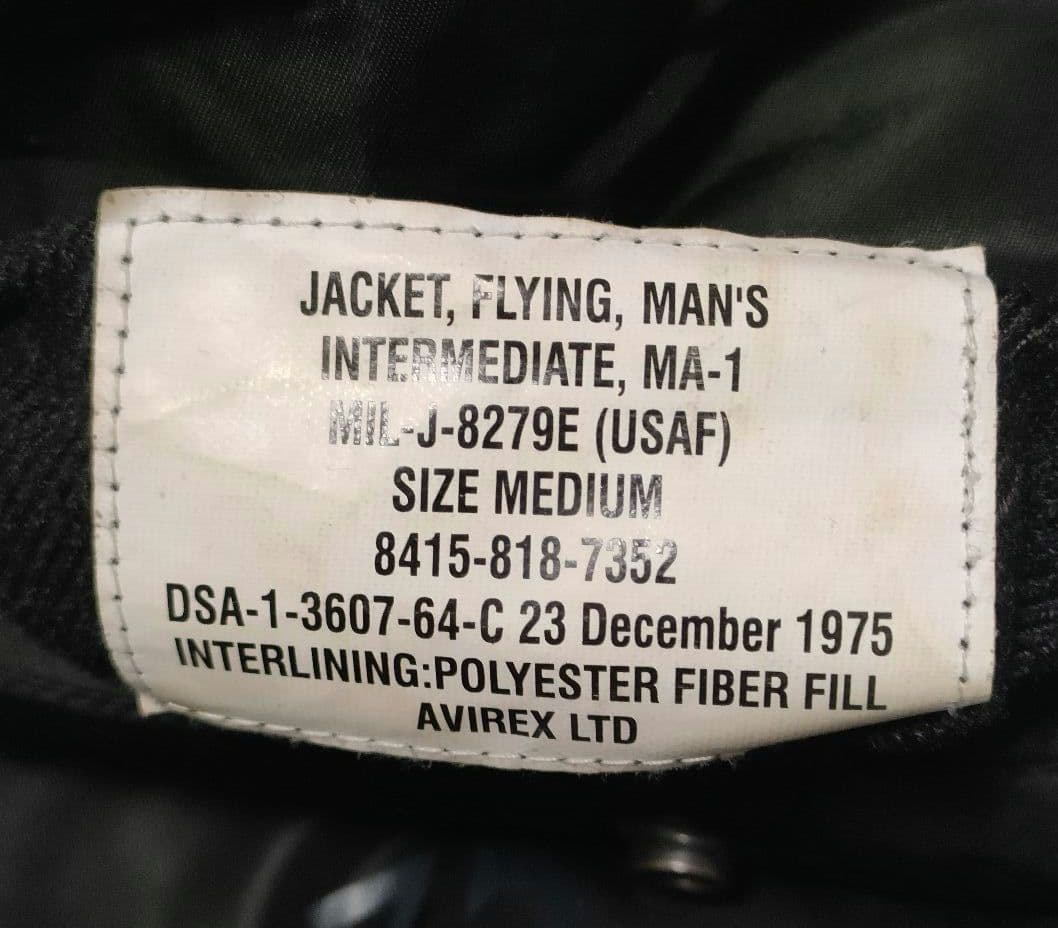 JACKET, FLYING, MAN'S
INTERMEDIATE, MA-1
MIL-J-8279E (USAF)
SIZE MEDIUM
8415-818-7352
DSA-1-3607-64-C 23 December 1975
INTERLINING:POLYESTER FIBER FILL
AVIREX LTD